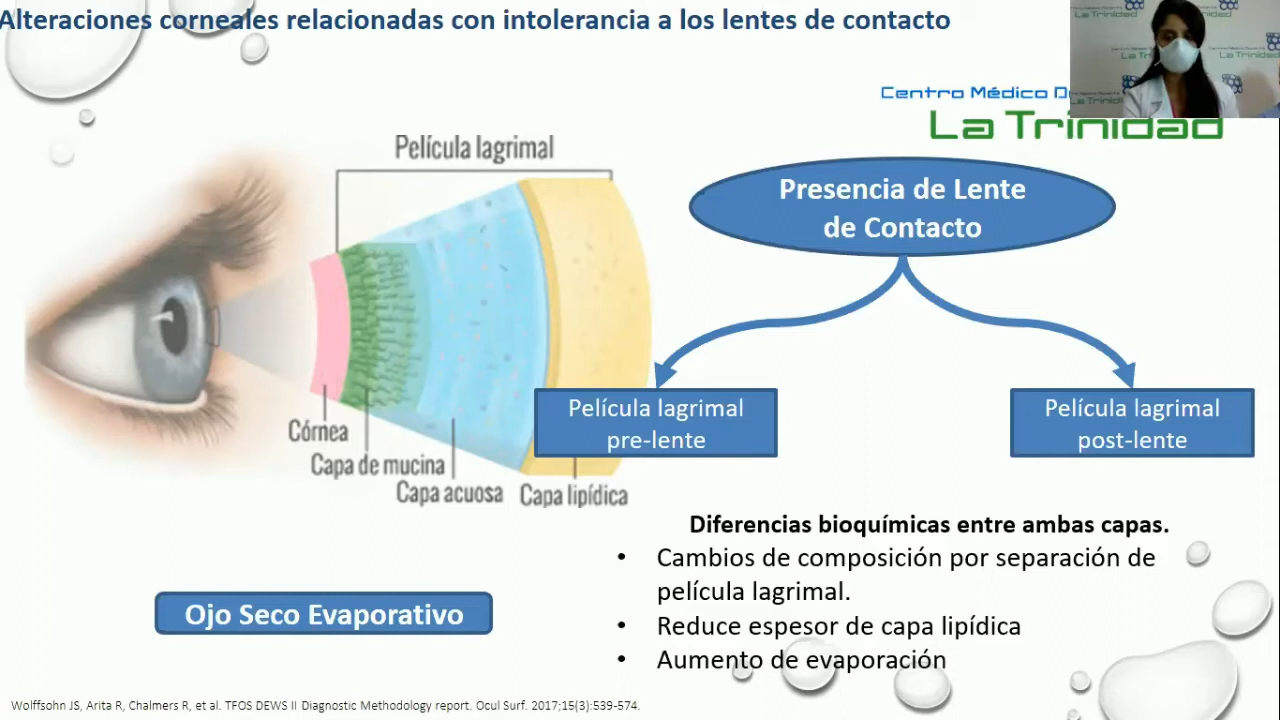 Alteraciones corneales relacionadas con intolerancia a los lentes de contacto
La Trinidad
La Trinidad
Centro Médico
La Trinidad
Película lagrimal
Presencia de Lente
de Contacto
Película lagrimal
pre-lente
Película lagrimal
post-lente
Córnea
Capa de mucina
Capa acuosa
Capa lipídica
Diferencias bioquímicas entre ambas capas.
• Cambios de composición por separación de
película lagrimal.
• Reduce espesor de capa lipídica
• Aumento de evaporación
Ojo Seco Evaporativo
Wolffsohn JS, Arita R, Chalmers R, et al. TFOS DEWS II Diagnostic Methodology report. Ocul Surf. 2017;15(3):539-574.